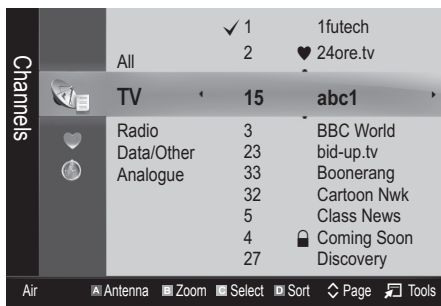 Channels
✓ 1 1futech
All 2 ♥ 24ore.tv
TV 15 abc1
Radio 3 BBC World
Data/Other 23 bid-up.tv
Analogue 33 Boonerang
32 Cartoon Nwk
5 Class News
4 Coming Soon
27 Discovery
Air A Antenna B Zoom C Select D Sort Page Tools